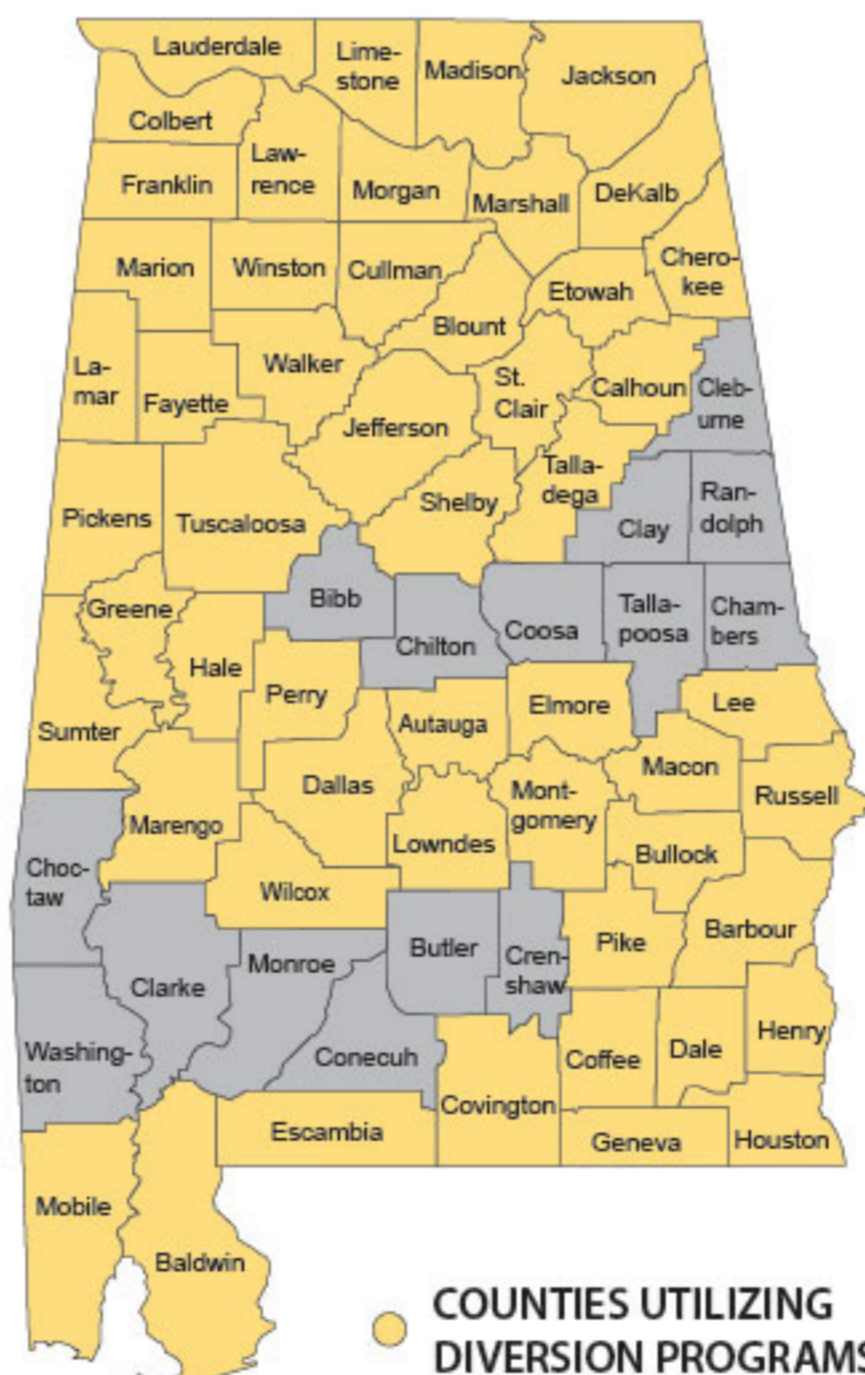 Lauderdale
Lime-
stone
Madison
Jackson
Colbert
Law-
rence
Franklin
Morgan
Marshall
DeKalb
Chero-
kee
Marion
Winston
Cullman
Etowah
Blount
La-
mar
Fayette
Walker
St.
Clair
Calhoun
Cleb-
urne
Jefferson
Talla-
dega
Shelby
Pickens
Tuscaloosa
Clay
Ran-
dolph
Greene
Bibb
Chilton
Coosa
Talla-
poosa
Cham-
bers
Hale
Perry
Sumter
Autauga
Elmore
Lee
Dallas
Macon
Russell
Marengo
Lowndes
Mont-
gomery
Bullock
Choc-
taw
Wilcox
Clarke
Monroe
Butler
Cren-
shaw
Pike
Barbour
Washing-
ton
Conecuh
Coffee
Dale
Henry
Escambia
Covington
Geneva
Houston
Mobile
Baldwin
COUNTIES UTILIZING
DIVERSION PROGRAMS